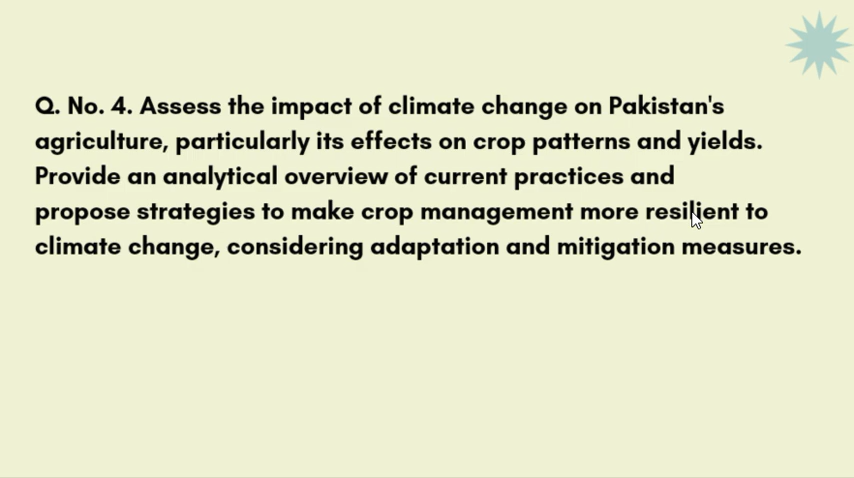 Q. No. 4. Assess the impact of climate change on Pakistan's
agriculture, particularly its effects on crop patterns and yields.
Provide an analytical overview of current practices and
propose strategies to make crop management more resilient to
climate change, considering adaptation and mitigation measures.